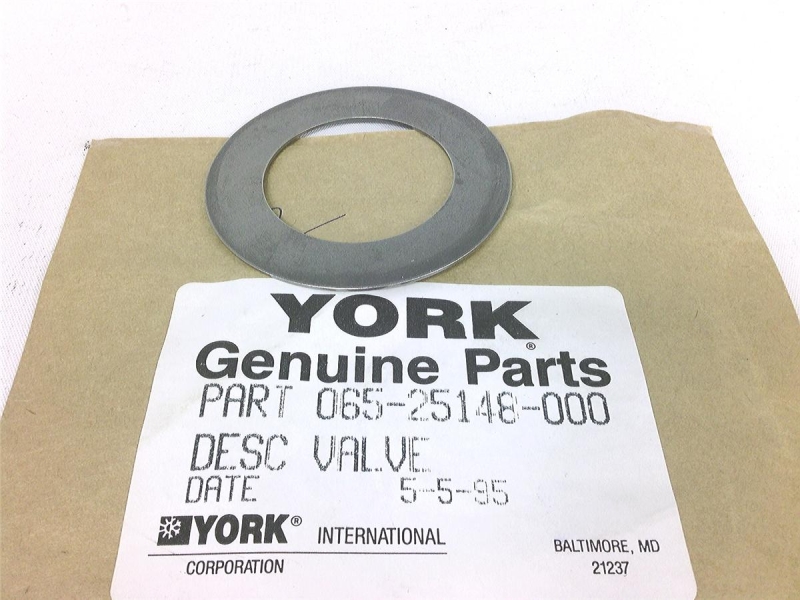 YORK®
Genuine Parts
PART 065-25148-000
DESC VALVE
DATE 5-5-95
YORK® INTERNATIONAL
CORPORATION
BALTIMORE, MD
21237